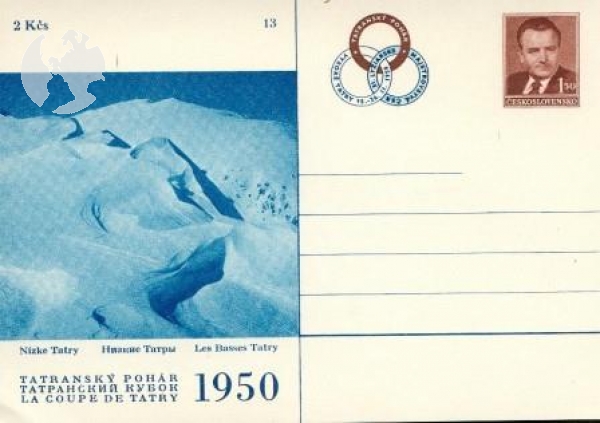 2 Kčs 13
TATRANSKÝ POHÁR
1.50
ČESKOSLOVENSKO
Nízke Tatry Низкие Татры Les Basses Tatry
TATRANSKÝ POHÁR
ТАТРАНСКИЙ КУБОК
LA COUPE DE TATRY
1950